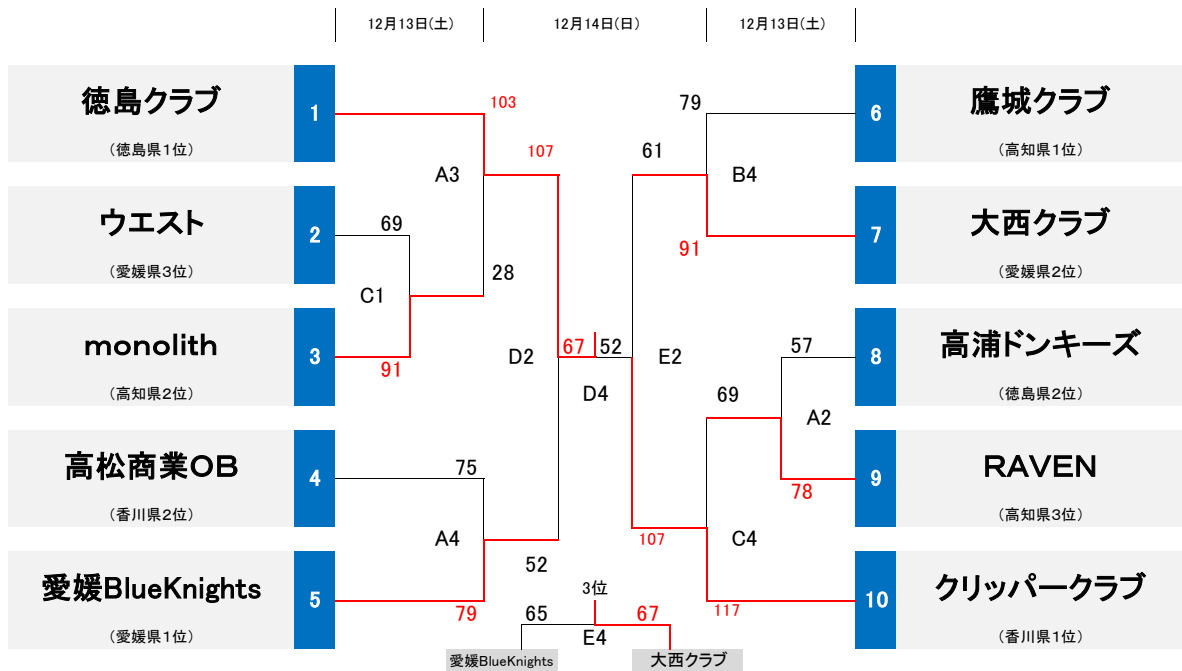 12月13日(土)
12月14日(日)
12月13日(土)
徳島クラブ
(徳島県1位)
1
ウエスト
(愛媛県3位)
2
monolith
(高知県2位)
3
高松商業OB
(香川県2位)
4
愛媛BlueKnights
(愛媛県1位)
5
103
A3
69
28
C1
91
75
A4
79
107
D2
52
67
52
D4
61
E2
107
3位
65
67
E4
愛媛BlueKnights
大西クラブ
79
B4
91
57
69
A2
78
C4
117
6
鷹城クラブ
(高知県1位)
7
大西クラブ
(愛媛県2位)
8
高浦ドンキーズ
(徳島県2位)
9
RAVEN
(高知県3位)
10
クリッパークラブ
(香川県1位)